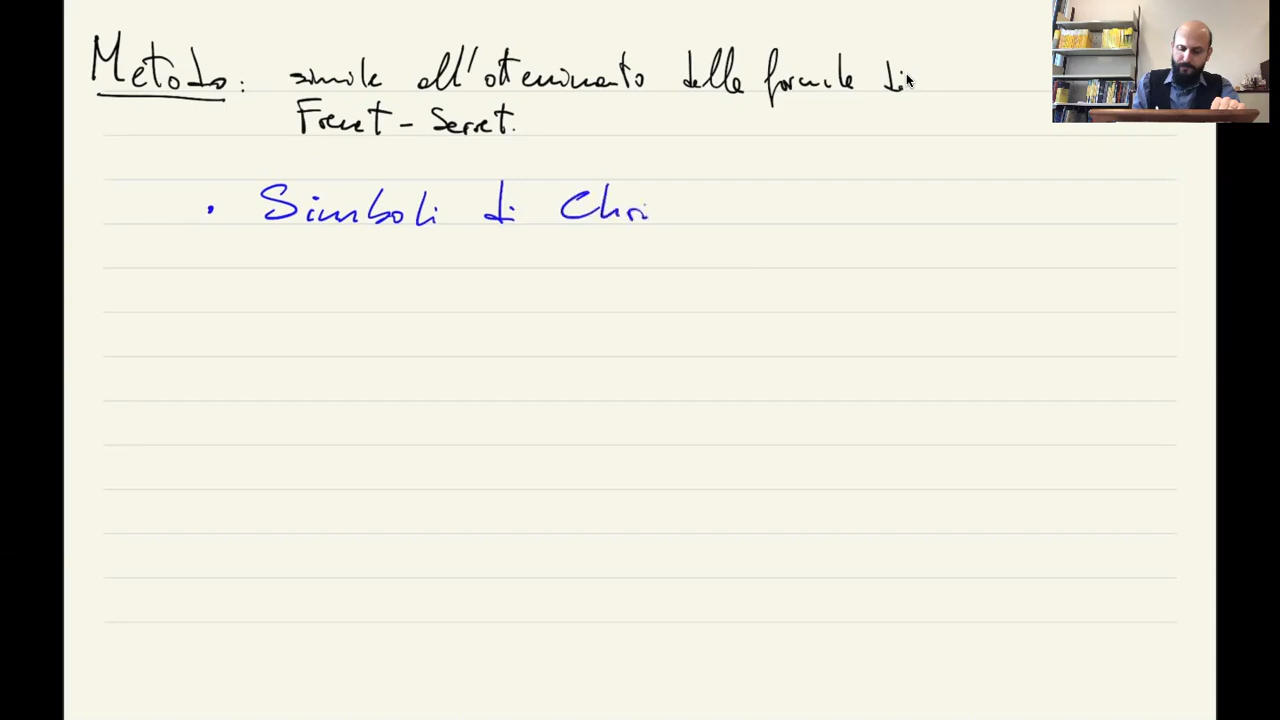 Metodo: simile all'ottenimento delle formule di
Frenet - Serret.
· Simboli di Chri